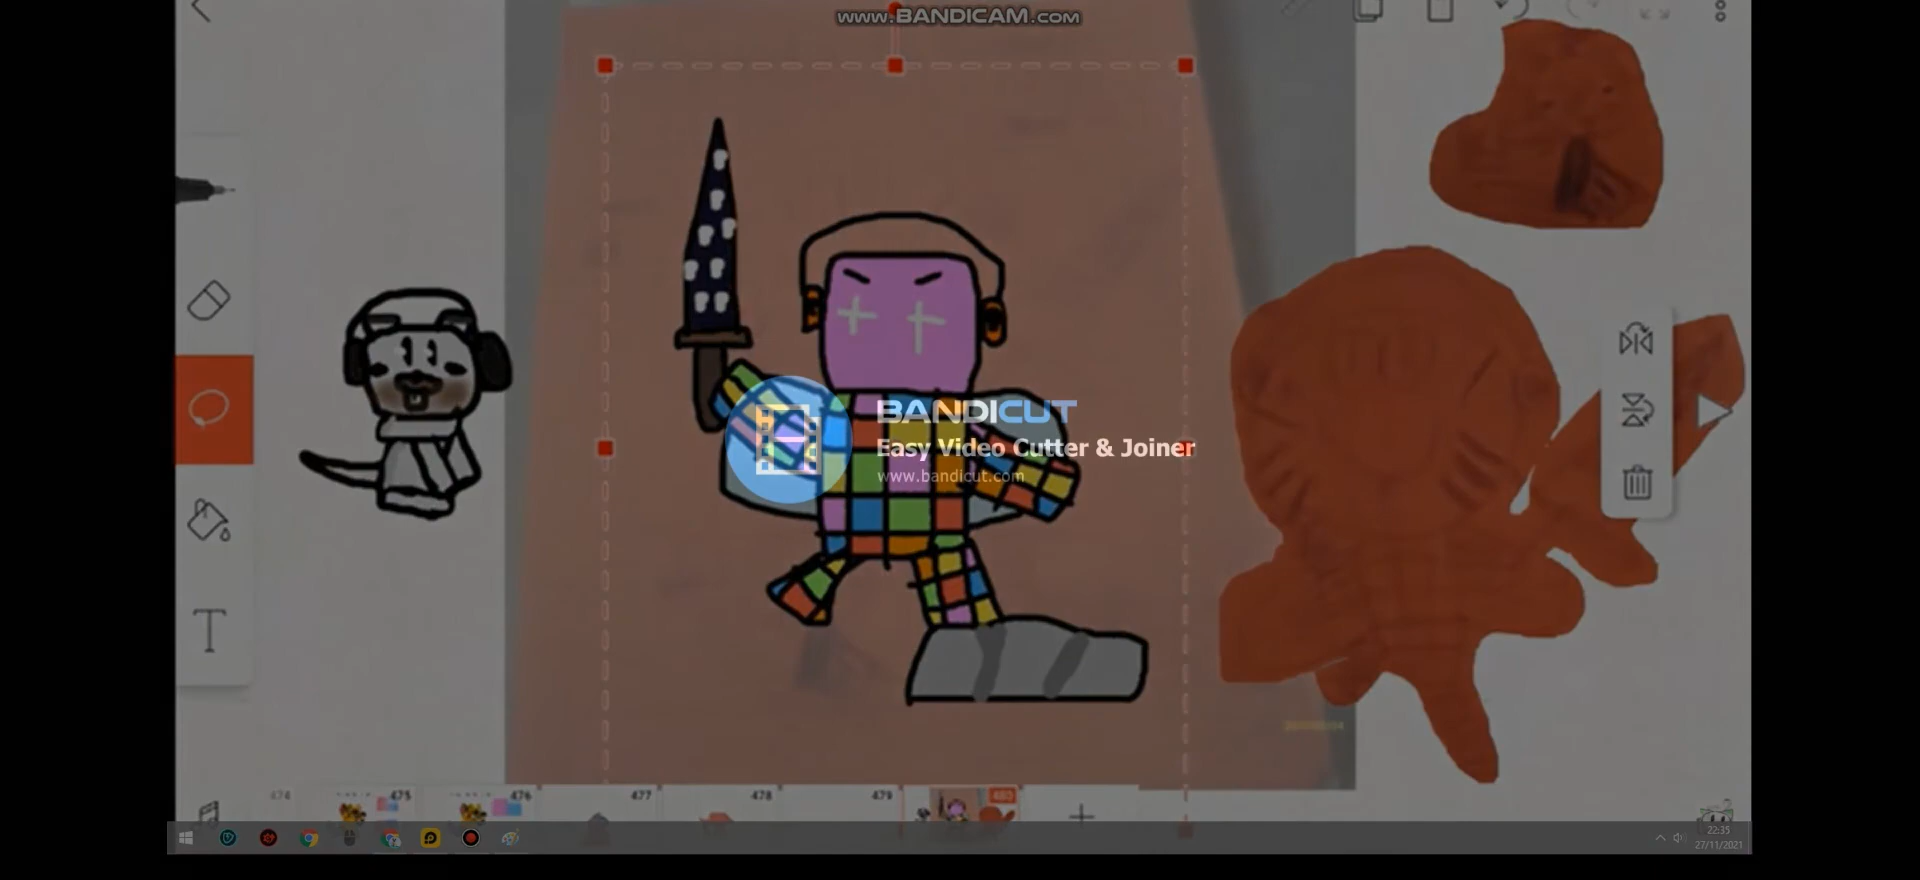 www.BANDICAM.com
BANDICUT
Easy Video Cutter & Joiner
www.bandicut.com
T
474 475 476 477 478 479
22:35
27/11/2021